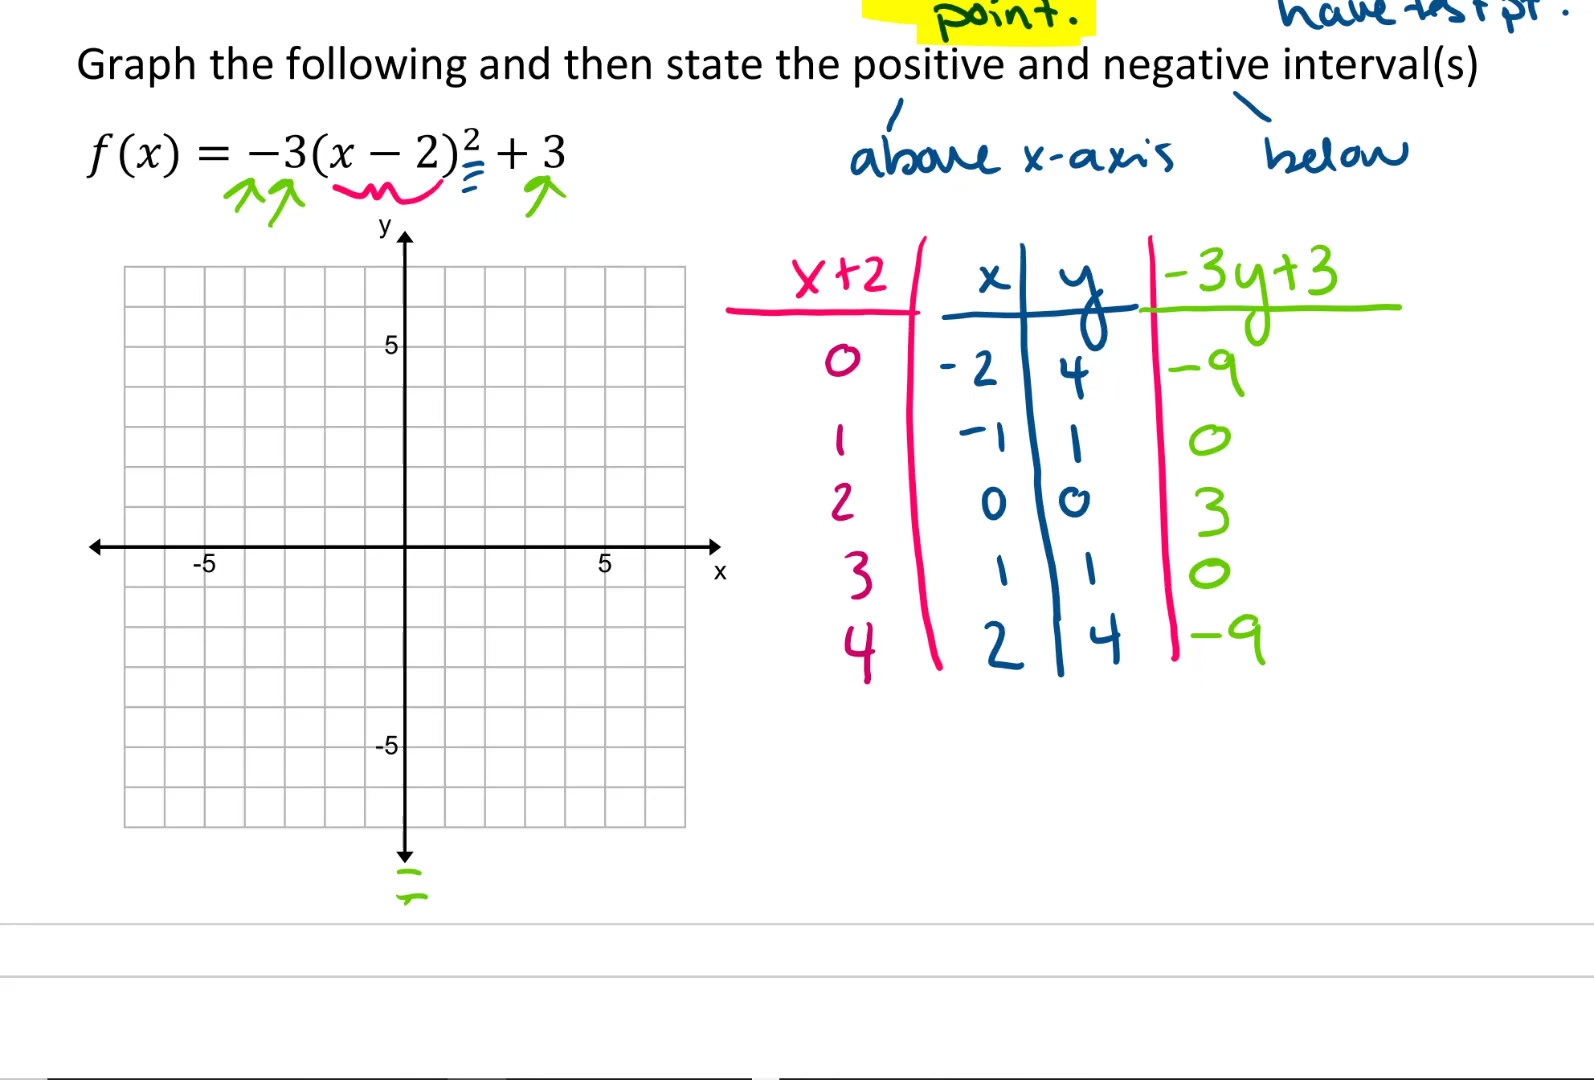 point.
have test pt.
Graph the following and then state the positive and negative interval(s)
f(x) = −3(x − 2)² + 3
above x-axis
below
y
5
-5
5
x
-5
x+2 x y -3y+3
0 -2 4 -9
1 -1 1 0
2 0 0 3
3 1 1 0
4 2 4 -9